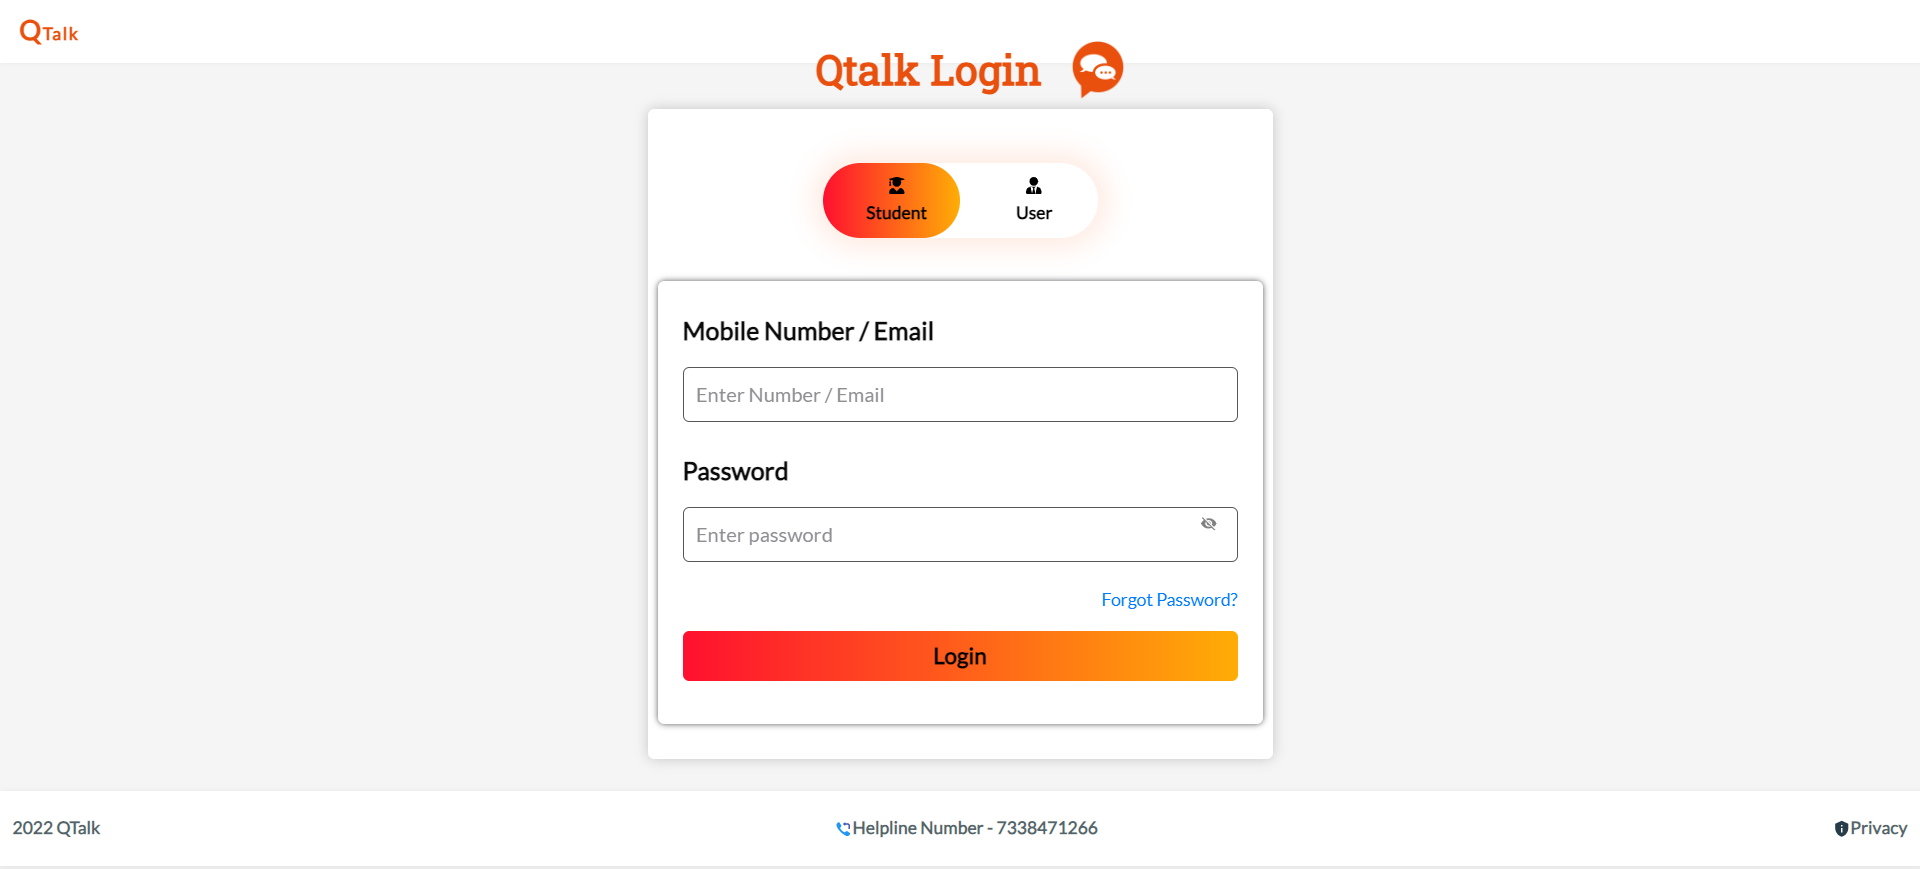 QTalk
Qtalk Login
Student
User
Mobile Number / Email
Enter Number / Email
Password
Enter password
Forgot Password?
Login
2022 QTalk
Helpline Number - 7338471266
Privacy